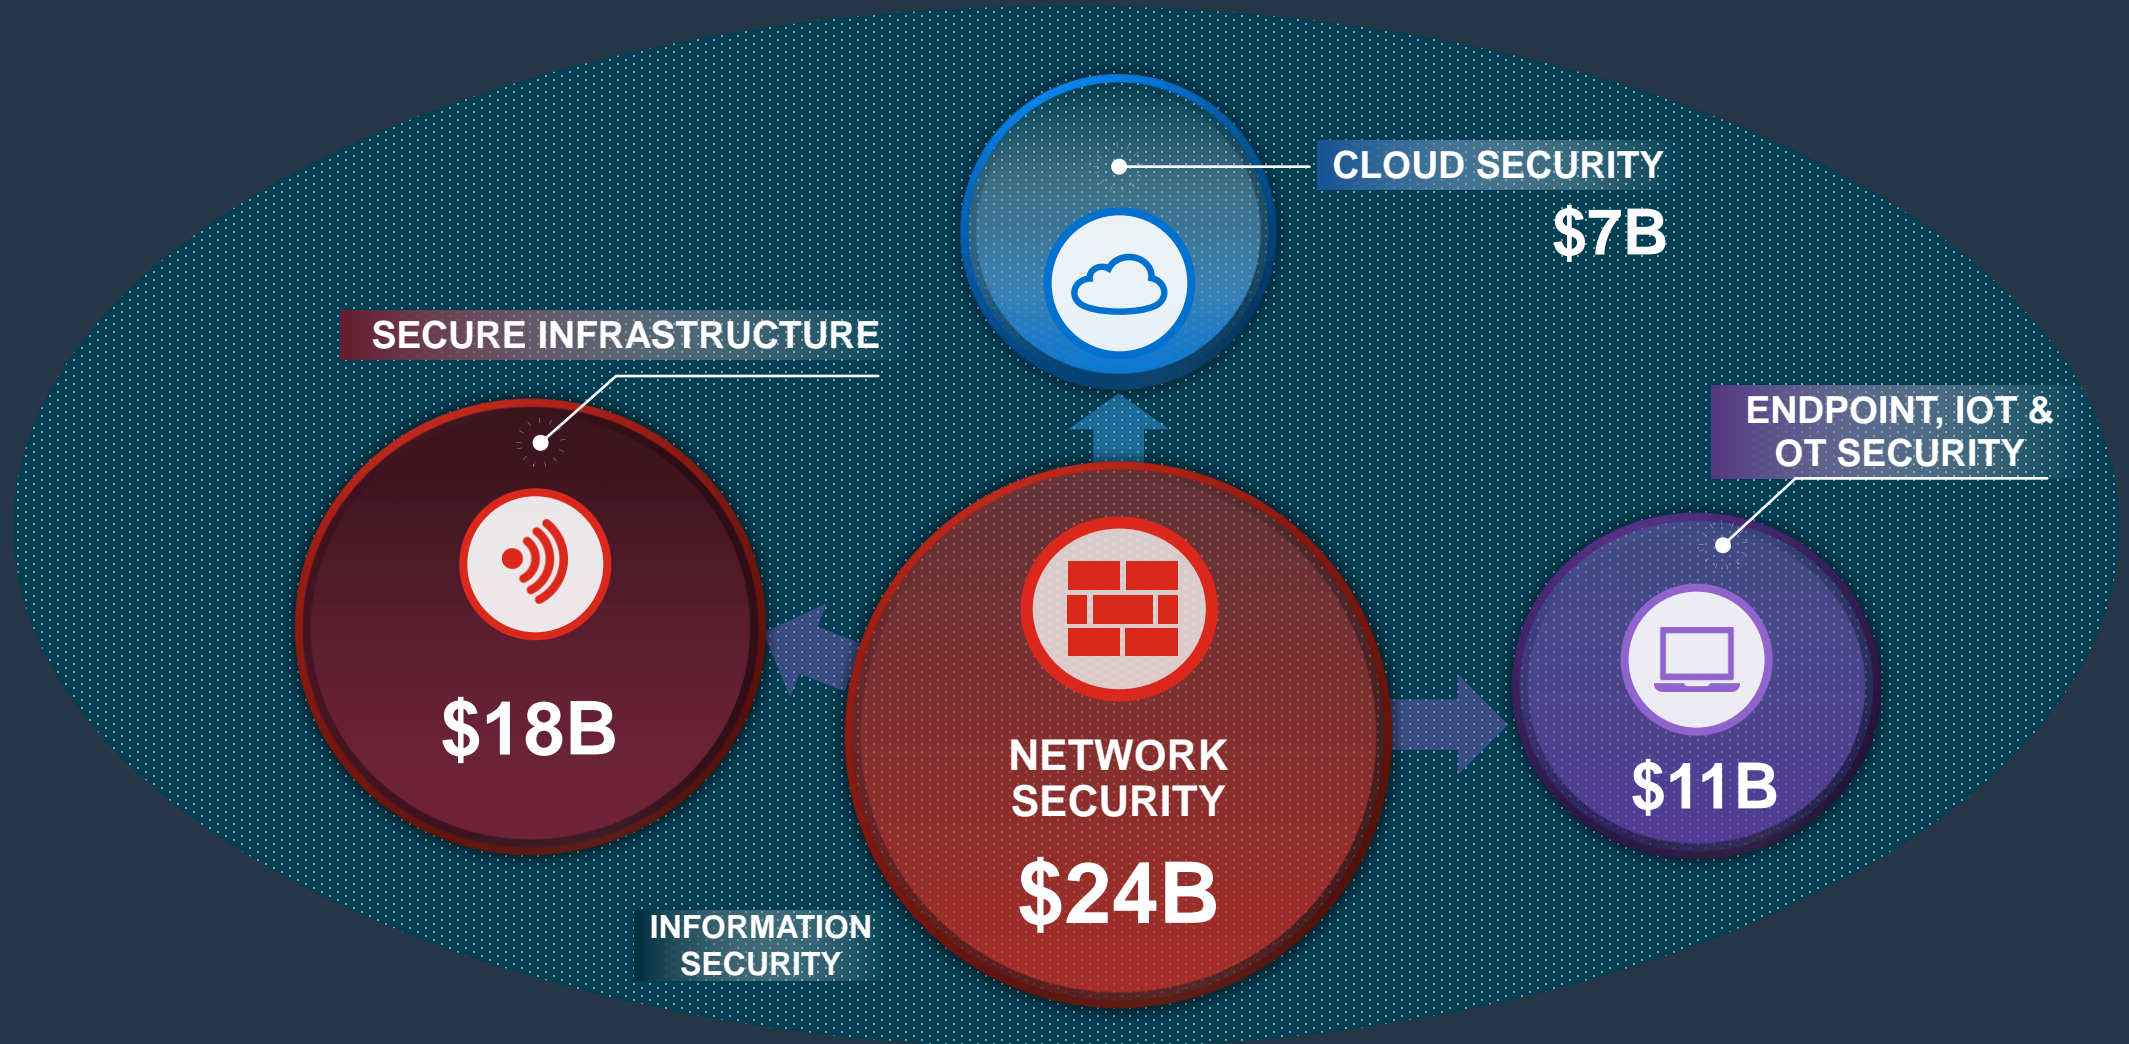 CLOUD SECURITY
$7B
SECURE INFRASTRUCTURE
$18B
ENDPOINT, IOT &
OT SECURITY
$11B
NETWORK
SECURITY
$24B
INFORMATION
SECURITY